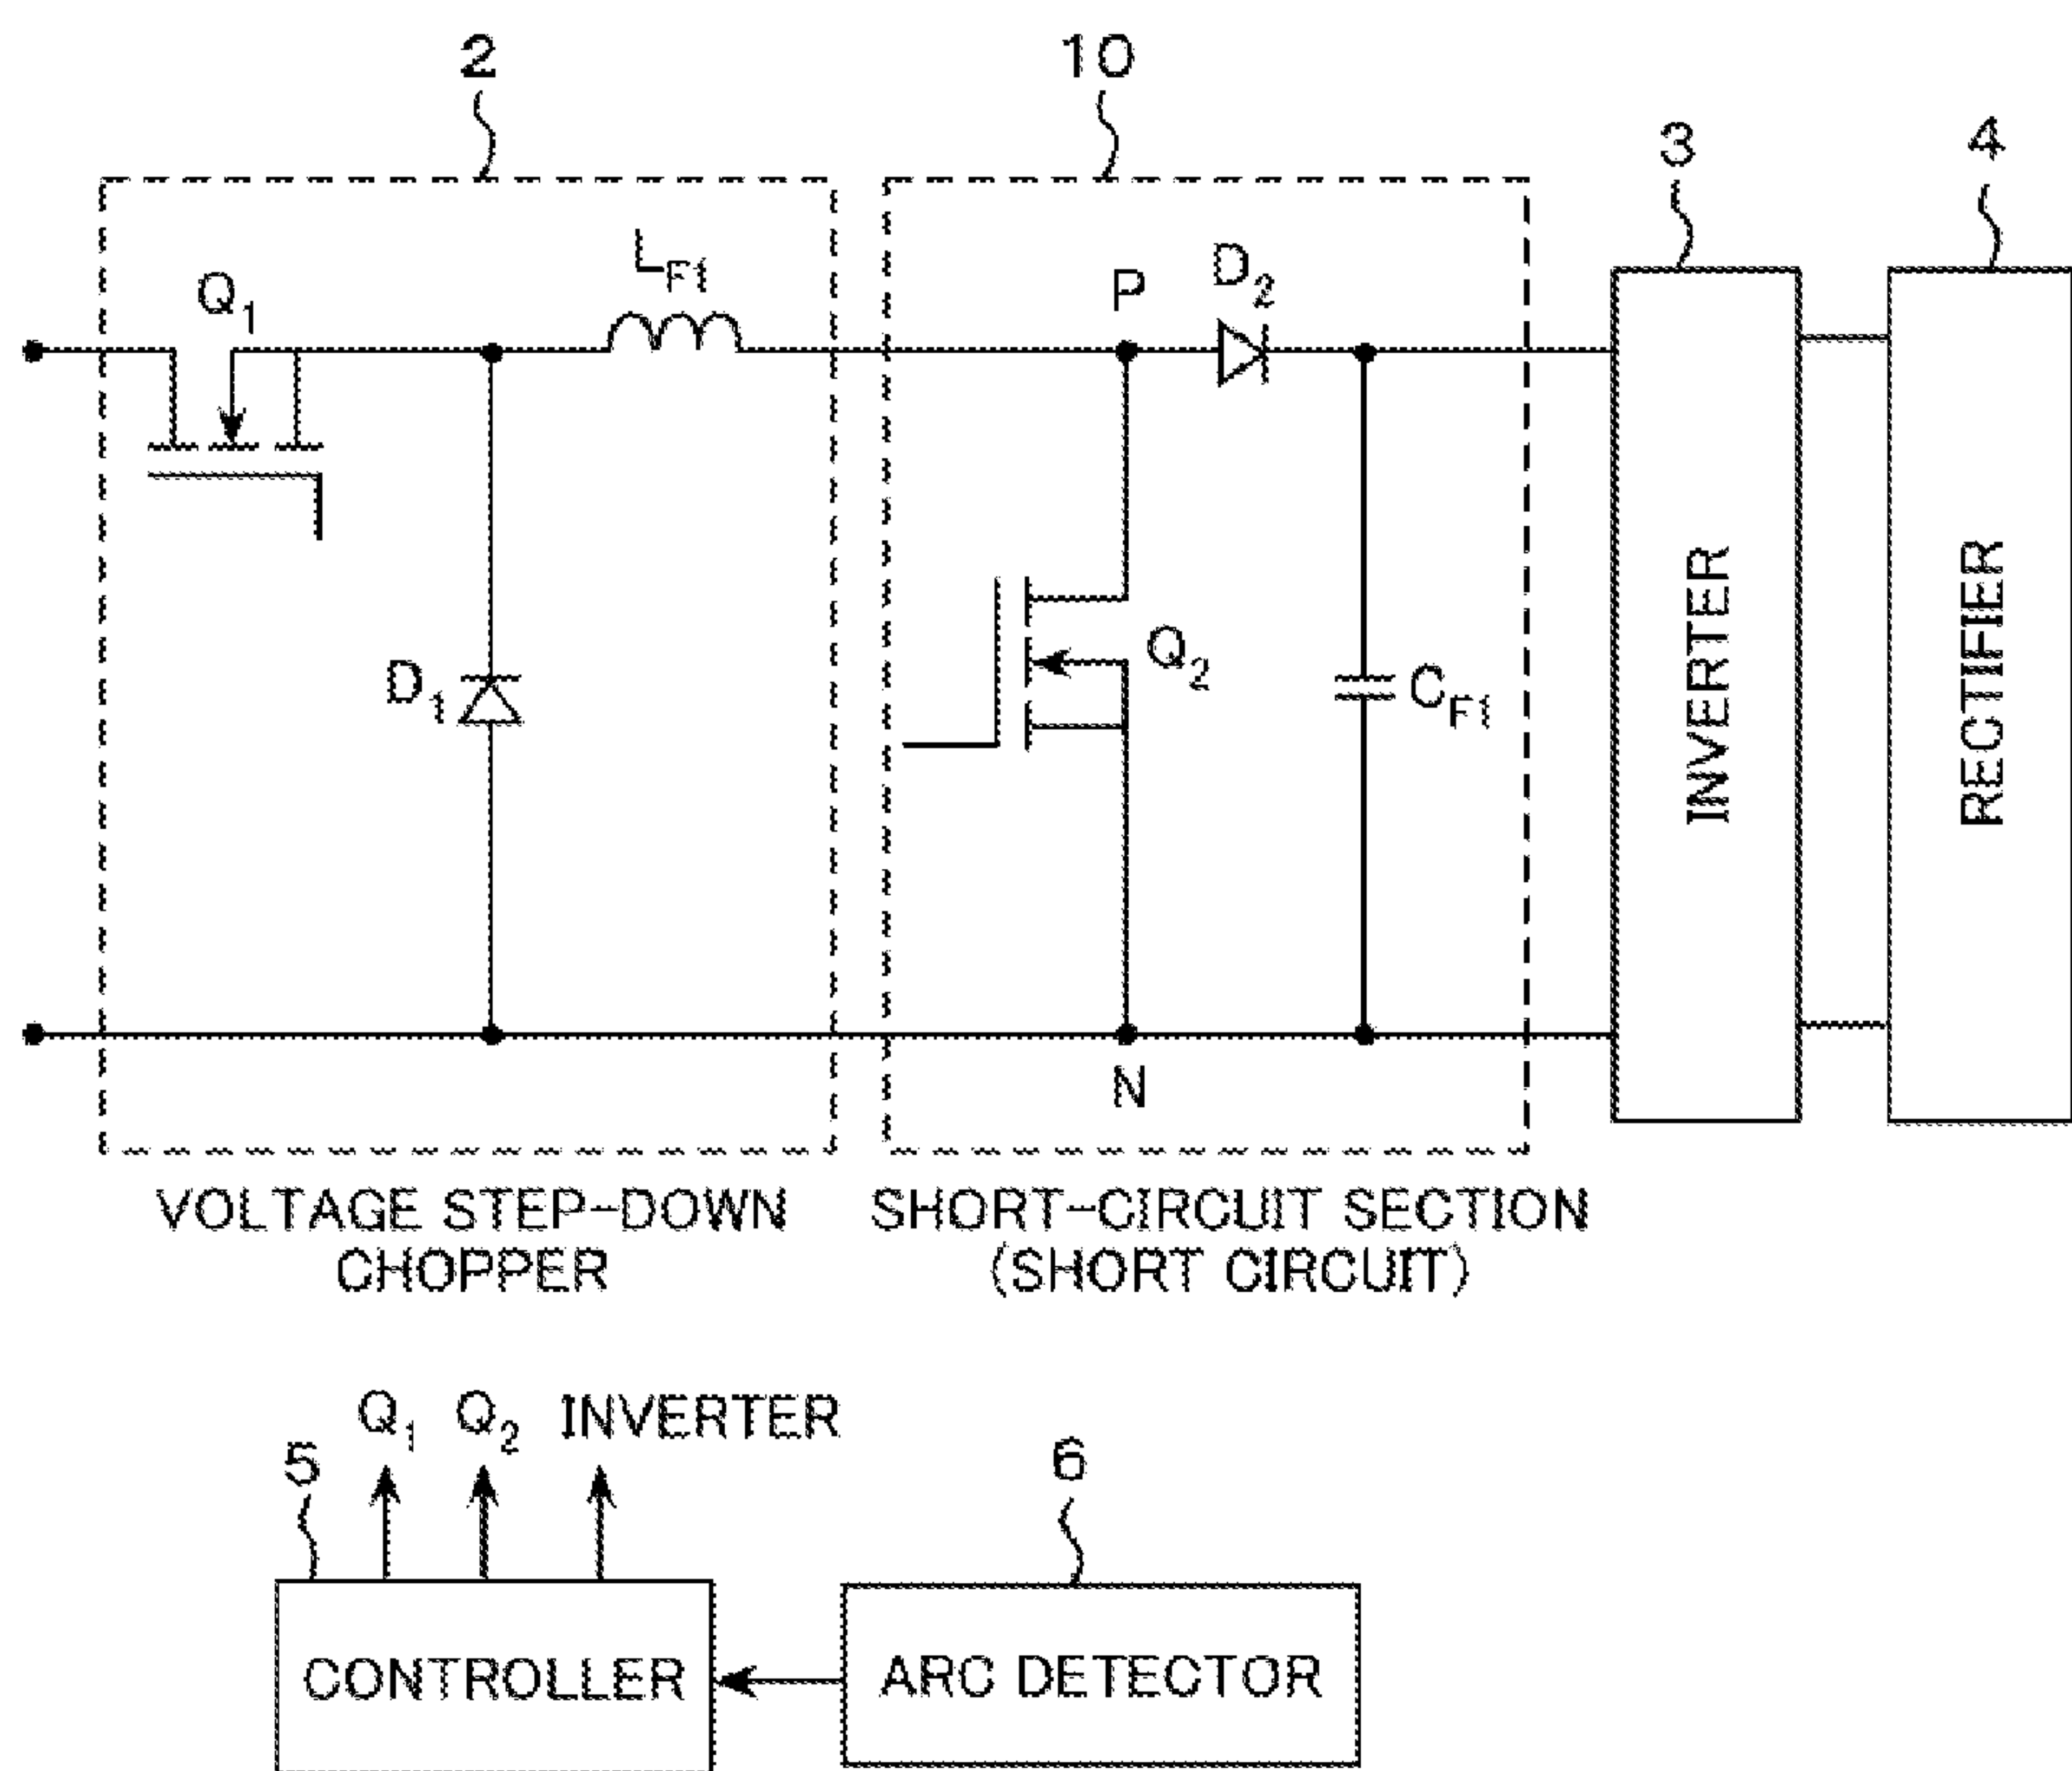 2
10
3
4
Q1
LF1
P
D2
D1
Q2
CF1
INVERTER
RECTIFIER
N
VOLTAGE STEP-DOWN
CHOPPER
SHORT-CIRCUIT SECTION
(SHORT CIRCUIT)
Q1 Q2 INVERTER
5
6
CONTROLLER
ARC DETECTOR